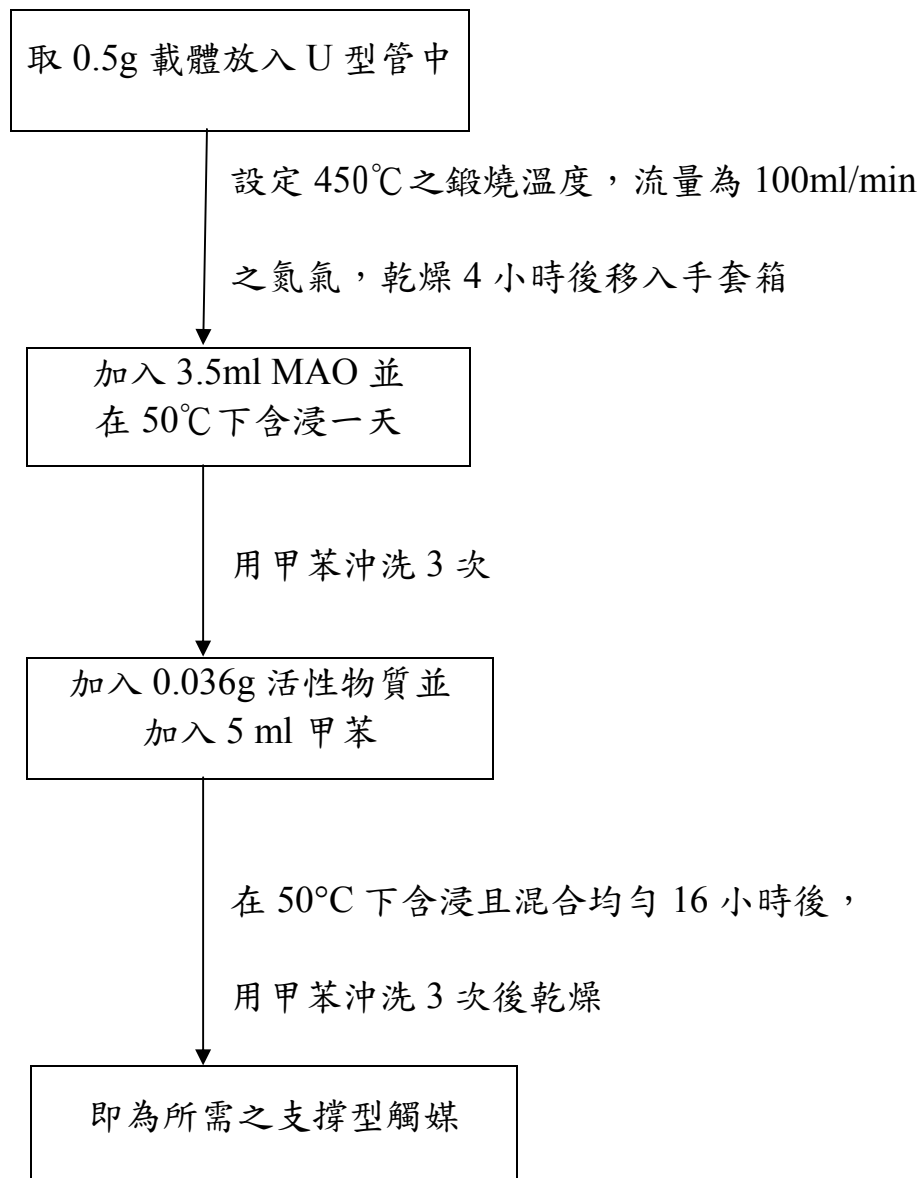 取 0.5g 載體放入 U 型管中
設定 450℃之鍛燒溫度，流量為 100ml/min
之氮氣，乾燥 4 小時後移入手套箱
加入 3.5ml MAO 並
在 50℃下含浸一天
用甲苯沖洗 3 次
加入 0.036g 活性物質並
加入 5 ml 甲苯
在 50°C 下含浸且混合均勻 16 小時後，
用甲苯沖洗 3 次後乾燥
即為所需之支撐型觸媒